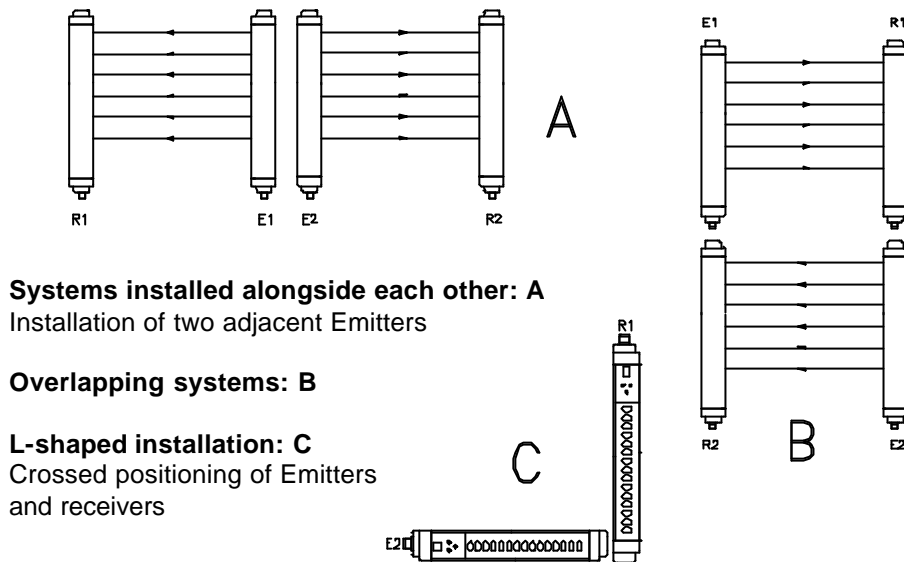 E1 R1
A
R1 E1 E2 R2
Systems installed alongside each other: A
Installation of two adjacent Emitters
R1
Overlapping systems: B
L-shaped installation: C
Crossed positioning of Emitters
and receivers
C
R2 B E2
E2